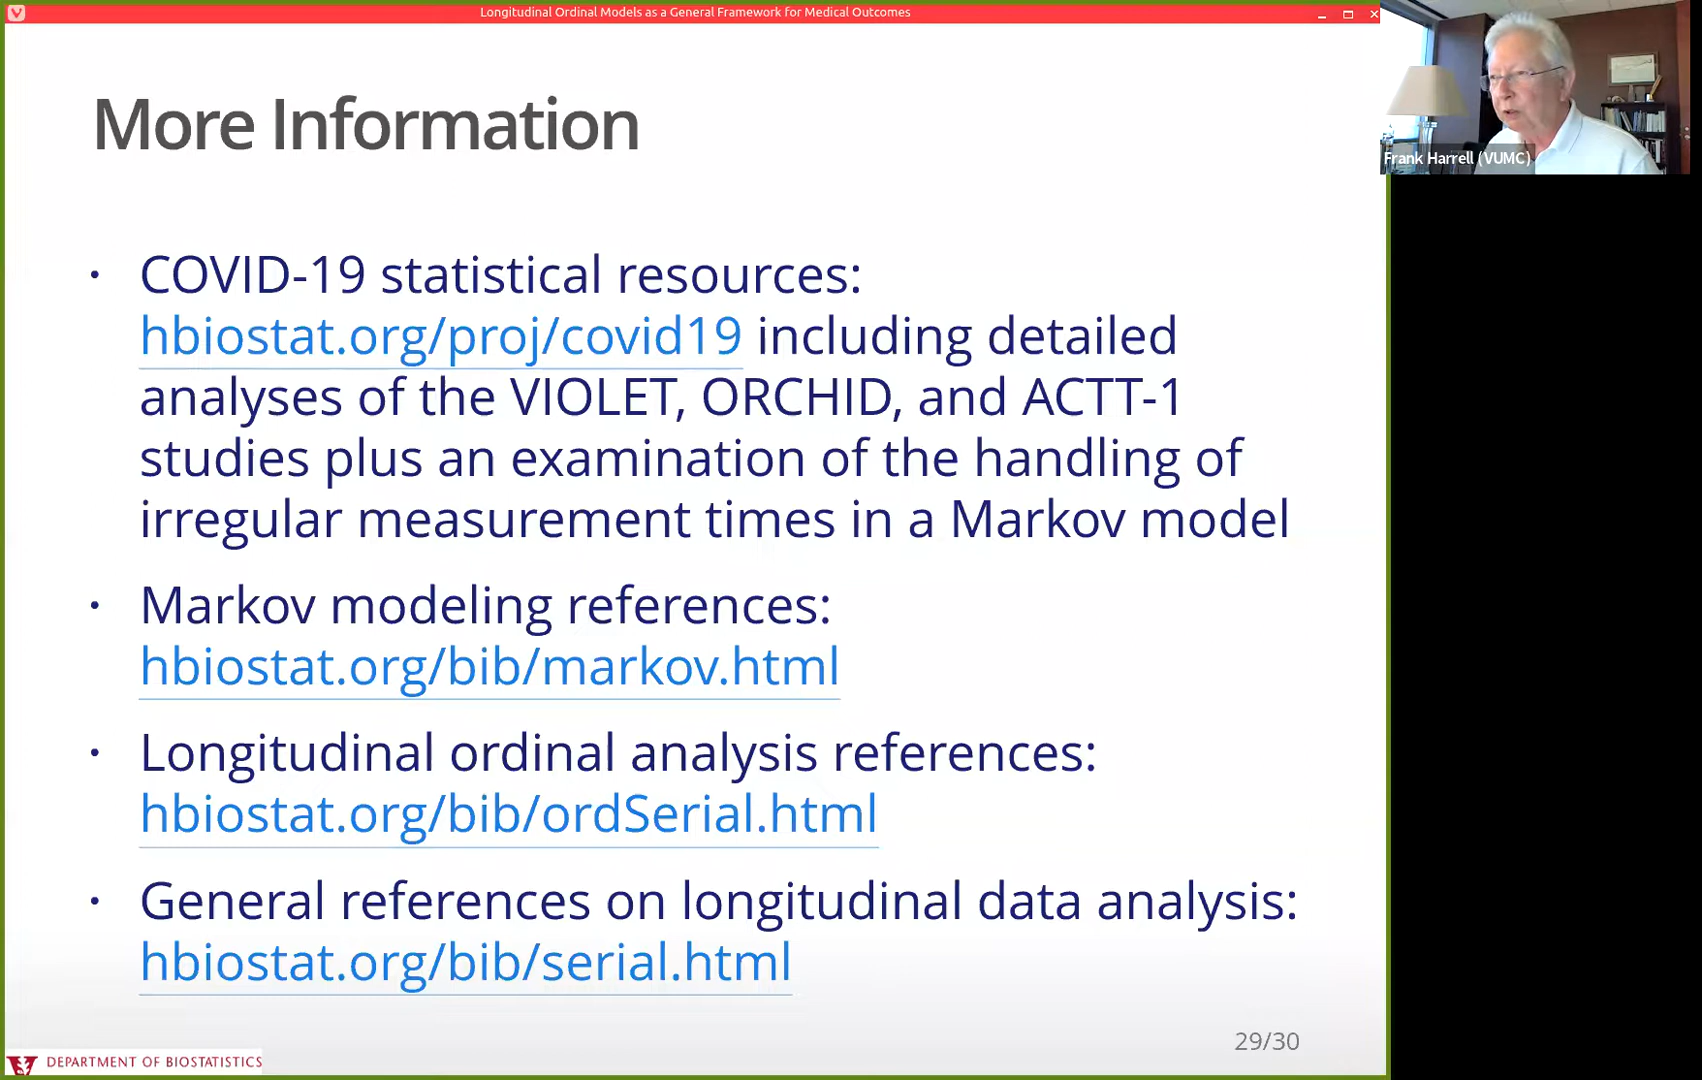 Longitudinal Ordinal Models as a General Framework for Medical Outcomes
Frank Harrell (VUMC)
More Information
• COVID-19 statistical resources:
hbiostat.org/proj/covid19 including detailed
analyses of the VIOLET, ORCHID, and ACTT-1
studies plus an examination of the handling of
irregular measurement times in a Markov model
• Markov modeling references:
hbiostat.org/bib/markov.html
• Longitudinal ordinal analysis references:
hbiostat.org/bib/ordSerial.html
• General references on longitudinal data analysis:
hbiostat.org/bib/serial.html
29/30
DEPARTMENT OF BIOSTATISTICS